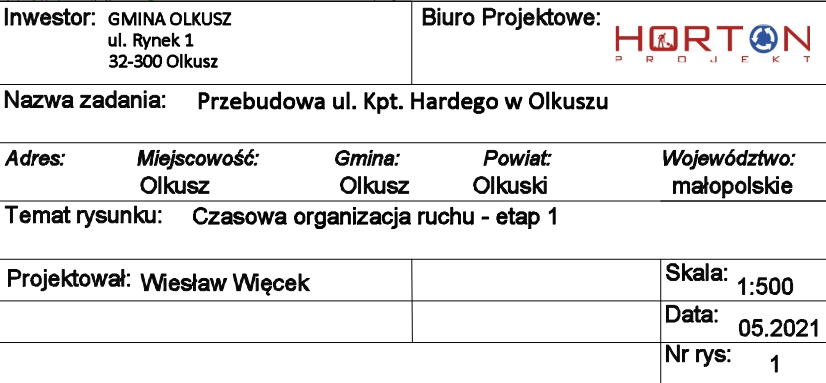 Inwestor: GMINA OLKUSZ
ul. Rynek 1
32-300 Olkusz
Biuro Projektowe: HORTON
PROJEKT
Nazwa zadania: Przebudowa ul. Kpt. Hardego w Olkuszu
Adres: Miejscowość: Gmina: Powiat: Województwo:
Olkusz Olkusz Olkuski małopolskie
Temat rysunku: Czasowa organizacja ruchu - etap 1
Projektował: Wiesław Więcek
Skala: 1:500
Data: 05.2021
Nr rys: 1